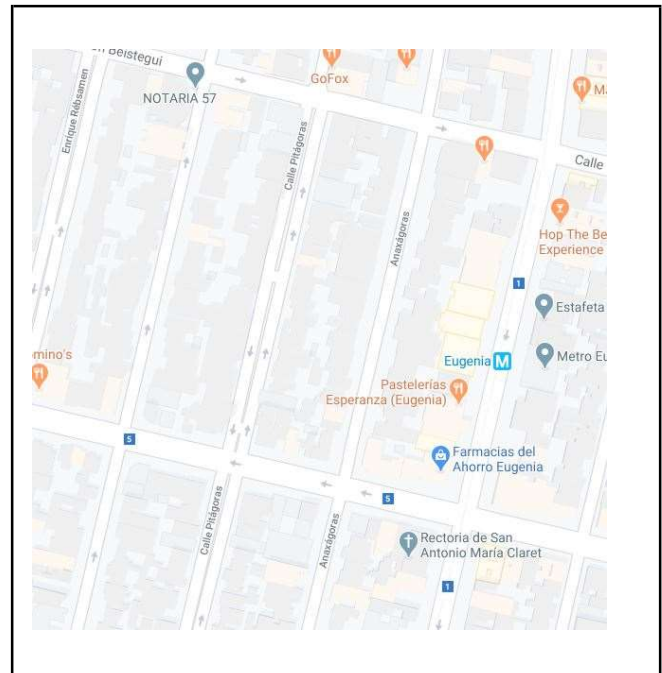 on Beistegui
NOTARIA 57
GoFox
Enrique Rébsamen
Calle Pitágoras
Anaxágoras
Calle
Hop The Be
Experience
1
Estafeta
Metro Eu
Eugenia M
omino's
Pastelerías
Esperanza (Eugenia)
5
Farmacias del
Ahorro Eugenia
5
Calle Pitágoras
Anaxágoras
Rectoria de San
Antonio María Claret
1